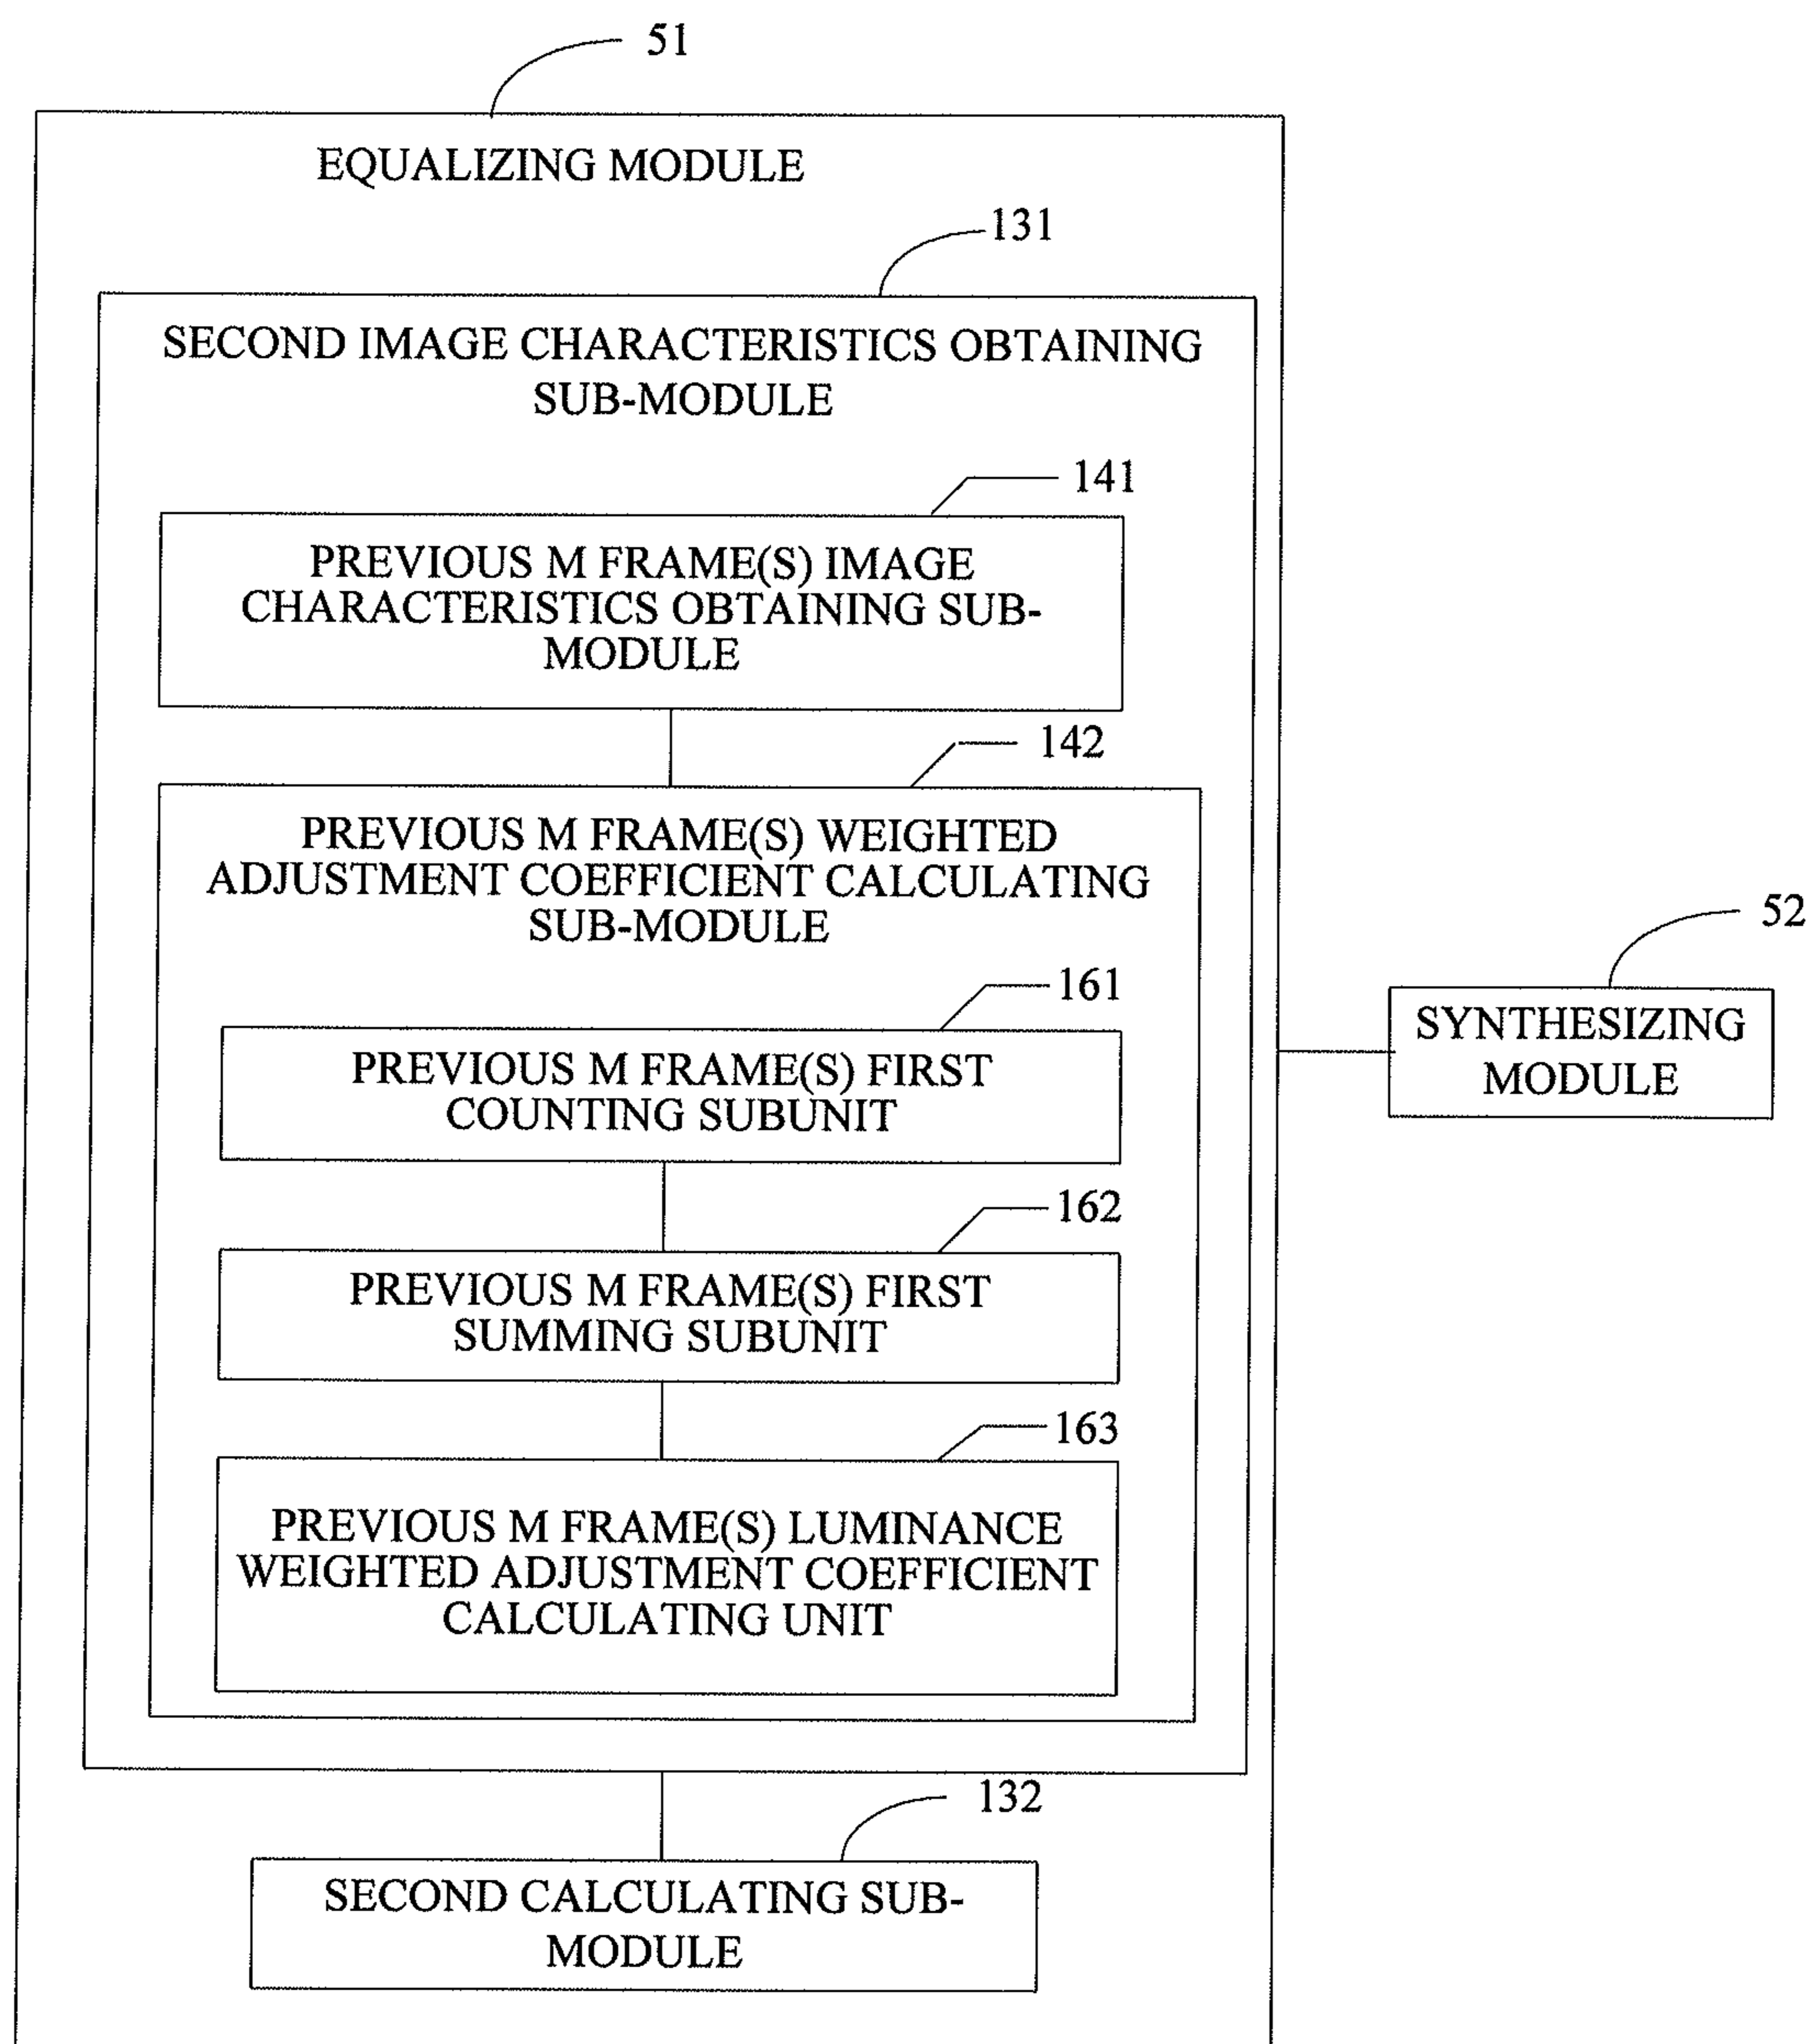 51
EQUALIZING MODULE
131
SECOND IMAGE CHARACTERISTICS OBTAINING
SUB-MODULE
141
PREVIOUS M FRAME(S) IMAGE
CHARACTERISTICS OBTAINING SUB-
MODULE
142
PREVIOUS M FRAME(S) WEIGHTED
ADJUSTMENT COEFFICIENT CALCULATING
SUB-MODULE
52
161
SYNTHESIZING
MODULE
PREVIOUS M FRAME(S) FIRST
COUNTING SUBUNIT
162
PREVIOUS M FRAME(S) FIRST
SUMMING SUBUNIT
163
PREVIOUS M FRAME(S) LUMINANCE
WEIGHTED ADJUSTMENT COEFFICIENT
CALCULATING UNIT
132
SECOND CALCULATING SUB-
MODULE